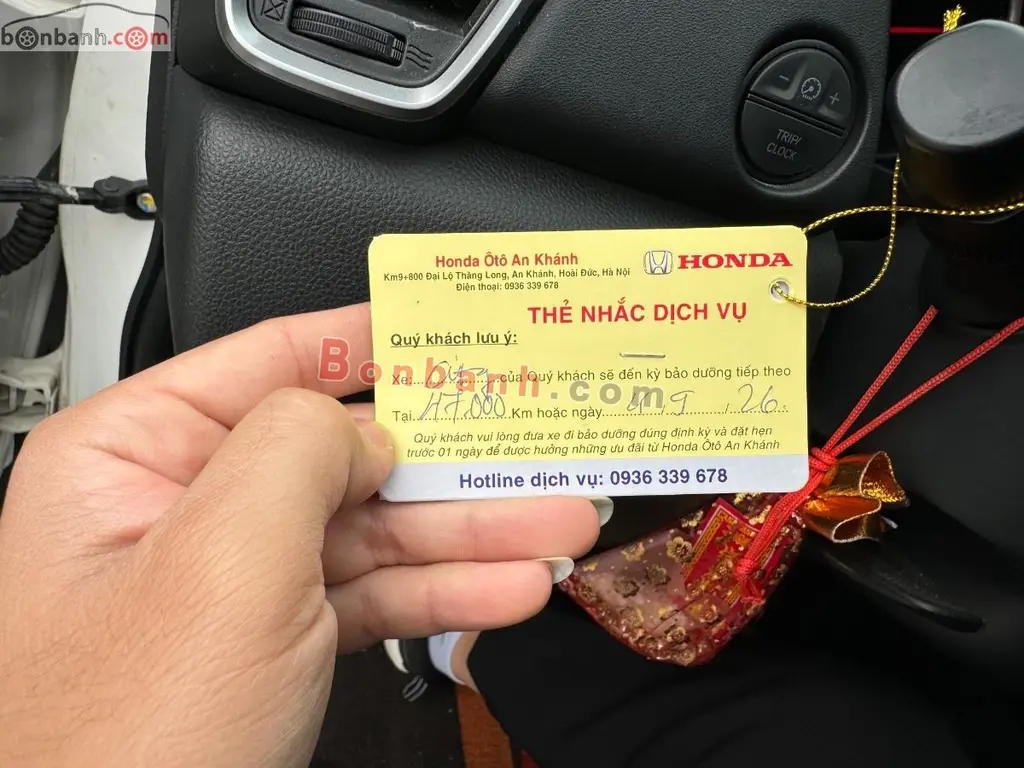 bonbanh.com
Honda Ôtô An Khánh
Km9+800 Đại Lộ Thăng Long, An Khánh, Hoài Đức, Hà Nội
Điện thoại: 0936 339 678
HONDA
THẺ NHẮC DỊCH VỤ
Quý khách lưu ý:
Xe:..........của Quý khách sẽ đến kỳ bảo dưỡng tiếp theo
Tại 47.000 Km hoặc ngày 4.9.26.
Quý khách vui lòng đưa xe đi bảo dưỡng đúng định kỳ và đặt hẹn
trước 01 ngày để được hưởng những ưu đãi từ Honda Ôtô An Khánh
Hotline dịch vụ: 0936 339 678
Bonbanh.com
- +
TRIP/
CLOCK